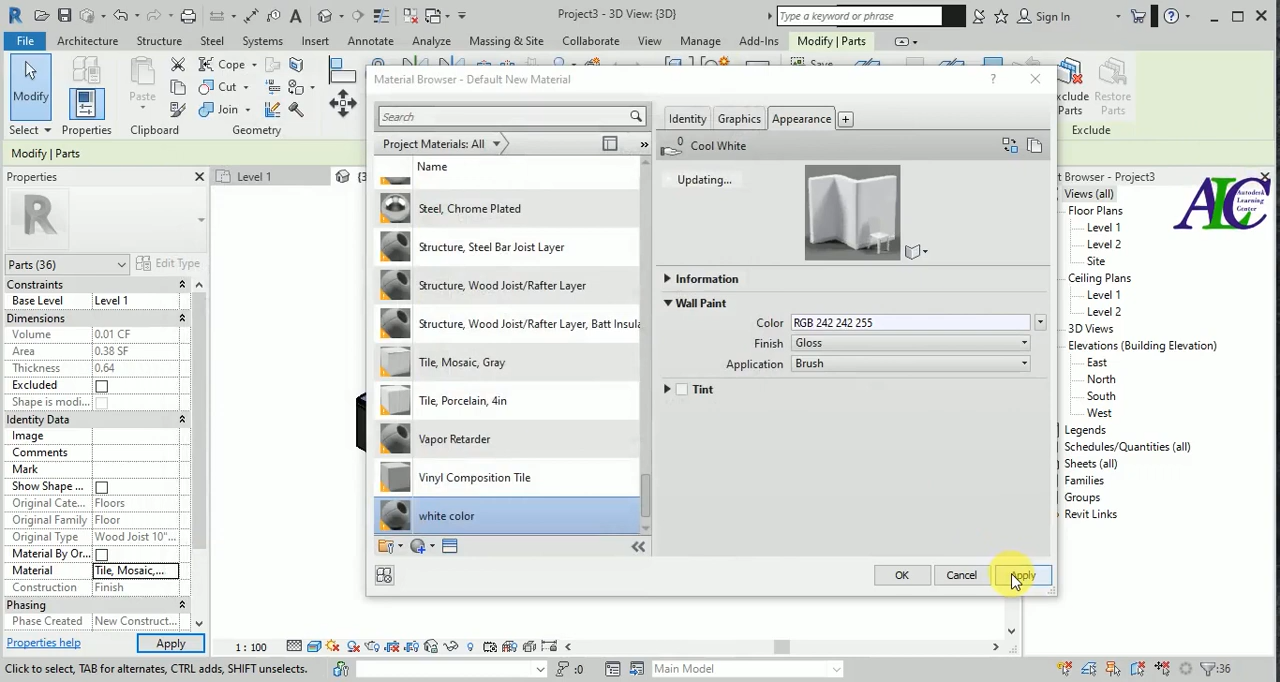 Project3 - 3D View: {3D}
Type a keyword or phrase
Sign In
File Architecture Structure Steel Systems Insert Annotate Analyze Massing & Site Collaborate View Manage Add-Ins Modify | Parts
Modify
Paste
Cope
Cut
Join
Restore
Parts
Select Properties Clipboard Geometry Exclude
Modify | Parts
Properties
Parts (36)
Edit Type
Constraints
Base Level Level 1
Dimensions
Volume 0.01 CF
Area 0.38 SF
Thickness 0.64
Excluded
Shape is modi...
Identity Data
Image
Comments
Mark
Show Shape ...
Original Cate... Floors
Original Family Floor
Original Type Wood Joist 10"...
Material By Or...
Material Tile, Mosaic,...
Construction Finish
Phasing
Phase Created New Construct...
Properties help
Apply
Level 1
Material Browser - Default New Material
Search
Project Materials: All
Name
Steel, Chrome Plated
Structure, Steel Bar Joist Layer
Structure, Wood Joist/Rafter Layer
Structure, Wood Joist/Rafter Layer, Batt Insula
Tile, Mosaic, Gray
Tile, Porcelain, 4in
Vapor Retarder
Vinyl Composition Tile
white color
Identity Graphics Appearance
0
Cool White
Updating...
Information
Wall Paint
Color RGB 242 242 255
Finish Gloss
Application Brush
Tint
OK Cancel Apply
t Browser - Project3
Views (all)
Floor Plans
Level 1
Level 2
Site
Ceiling Plans
Level 1
Level 2
3D Views
Elevations (Building Elevation)
East
North
South
West
Legends
Schedules/Quantities (all)
Sheets (all)
Families
Groups
Revit Links
ALC
Autodesk
Learning
Center
1 : 100
Click to select, TAB for alternates, CTRL adds, SHIFT unselects.
:0
Main Model
:36